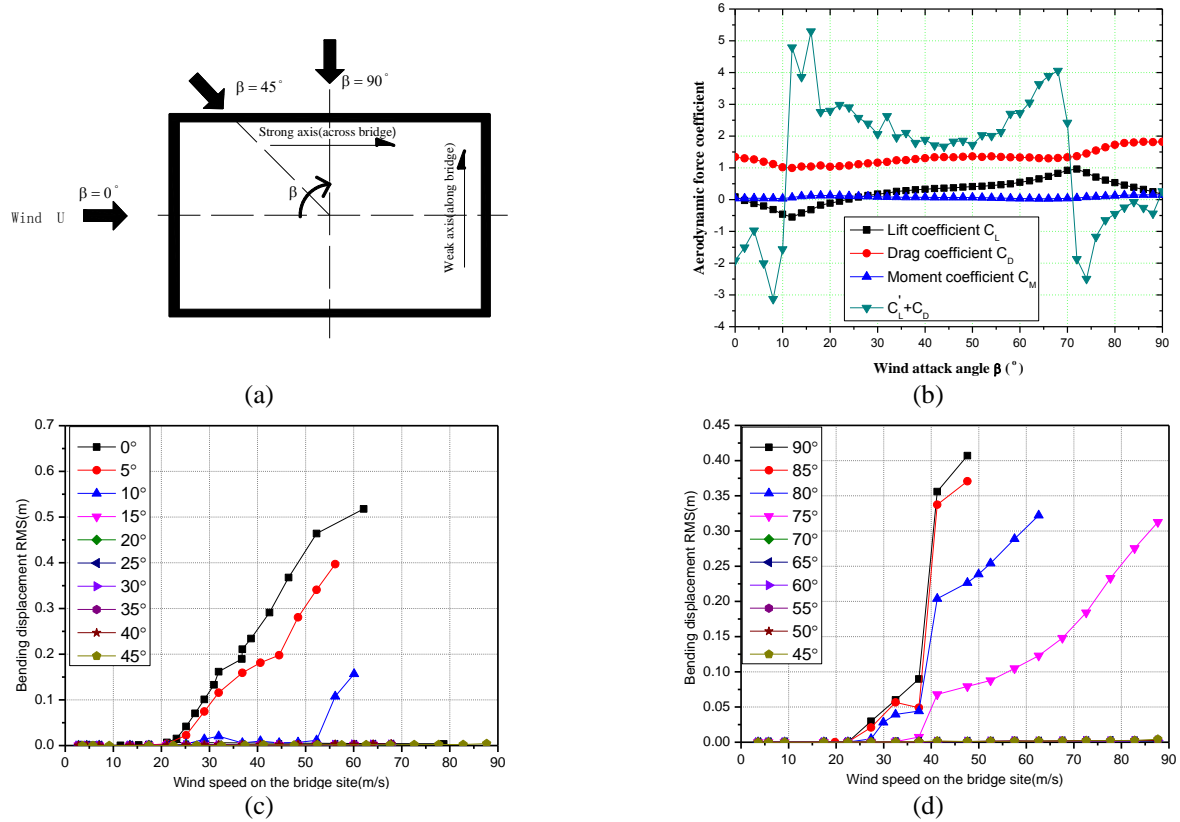 β = 45°
β = 90°
Strong axis(across bridge)
Weak axis(along bridge)
β
β=0°
Wind U
(a)
6
5
4
3
2
1
0
-1
-2
-3
-4
Aerodynamic force coefficient
Lift coefficient C_L
Drag coefficient C_D
Moment coefficient C_M
C'_L+C_D
0 10 20 30 40 50 60 70 80 90
Wind attack angle β (°)
(b)
0.7
0.6
0.5
0.4
0.3
0.2
0.1
0.0
Bending displacement RMS(m)
0°
5°
10°
15°
20°
25°
30°
35°
40°
45°
0 10 20 30 40 50 60 70 80 90
Wind speed on the bridge site(m/s)
(c)
0.45
0.40
0.35
0.30
0.25
0.20
0.15
0.10
0.05
0.00
Bending displacement RMS(m)
90°
85°
80°
75°
70°
65°
60°
55°
50°
45°
0 10 20 30 40 50 60 70 80 90
Wind speed on the bridge site(m/s)
(d)